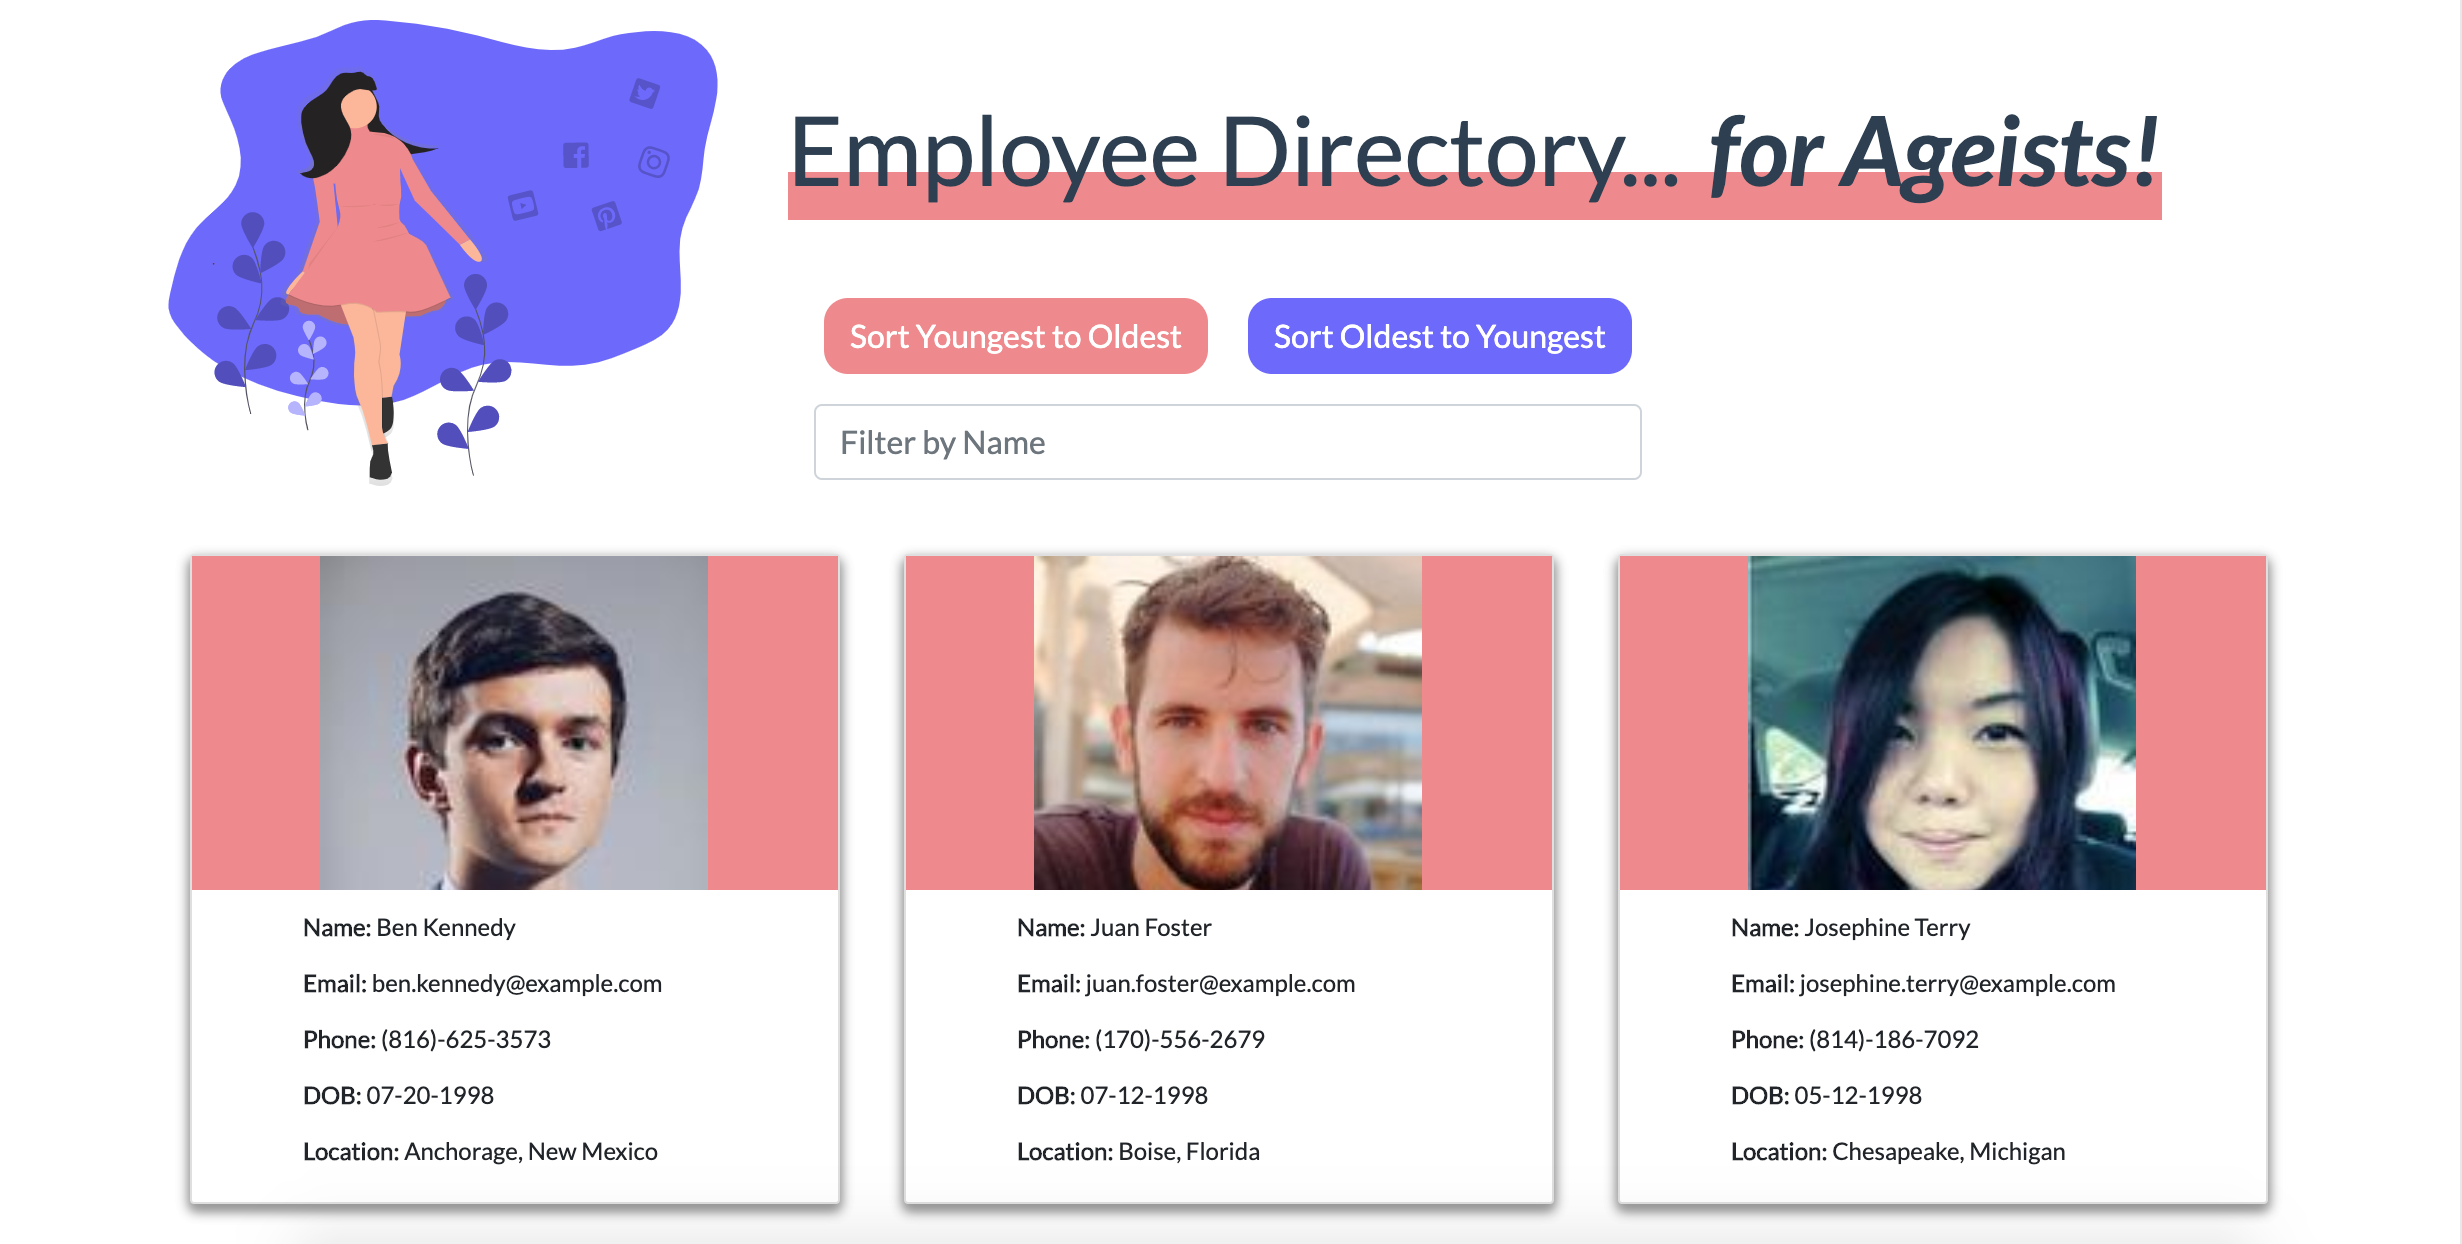 Employee Directory... for Ageists!
Sort Youngest to Oldest
Sort Oldest to Youngest
Filter by Name
Name: Ben Kennedy
Email: ben.kennedy@example.com
Phone: (816)-625-3573
DOB: 07-20-1998
Location: Anchorage, New Mexico
Name: Juan Foster
Email: juan.foster@example.com
Phone: (170)-556-2679
DOB: 07-12-1998
Location: Boise, Florida
Name: Josephine Terry
Email: josephine.terry@example.com
Phone: (814)-186-7092
DOB: 05-12-1998
Location: Chesapeake, Michigan